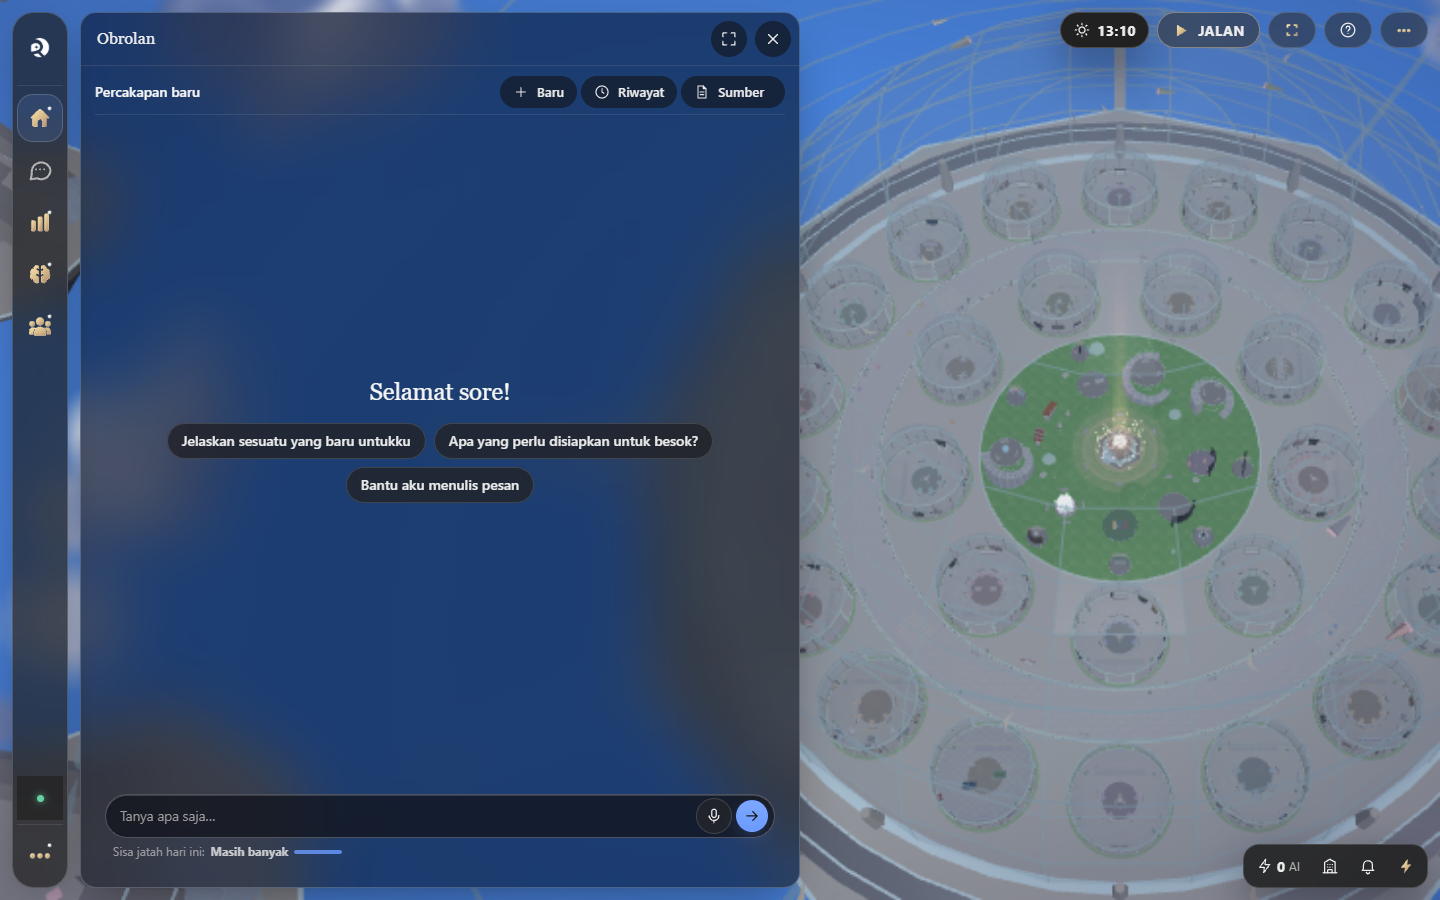 Obrolan
13:10
JALAN
Percakapan baru
Baru
Riwayat
Sumber
Selamat sore!
Jelaskan sesuatu yang baru untukku
Apa yang perlu disiapkan untuk besok?
Bantu aku menulis pesan
Tanya apa saja...
Sisa jatah hari ini: Masih banyak
0 AI